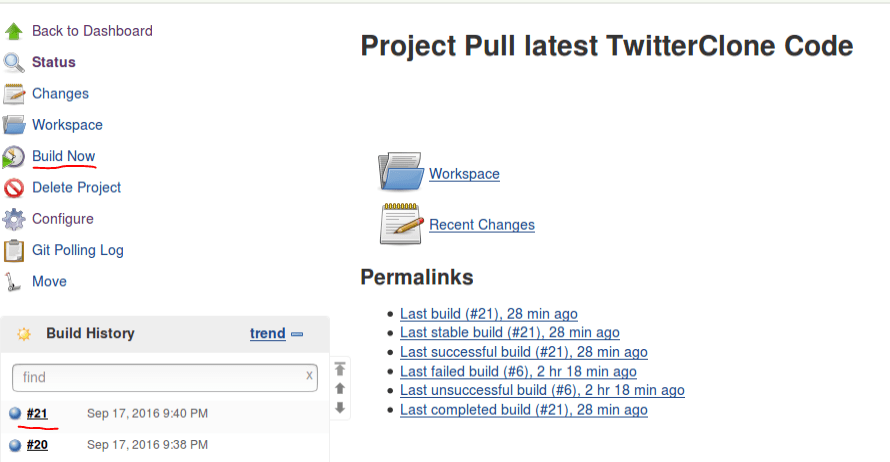 Back to Dashboard
Status
Changes
Workspace
Build Now
Delete Project
Configure
Git Polling Log
Move
Build History trend
find x
#21 Sep 17, 2016 9:40 PM
#20 Sep 17, 2016 9:38 PM
Project Pull latest TwitterClone Code
Workspace
Recent Changes
Permalinks
Last build (#21), 28 min ago
Last stable build (#21), 28 min ago
Last successful build (#21), 28 min ago
Last failed build (#6), 2 hr 18 min ago
Last unsuccessful build (#6), 2 hr 18 min ago
Last completed build (#21), 28 min ago